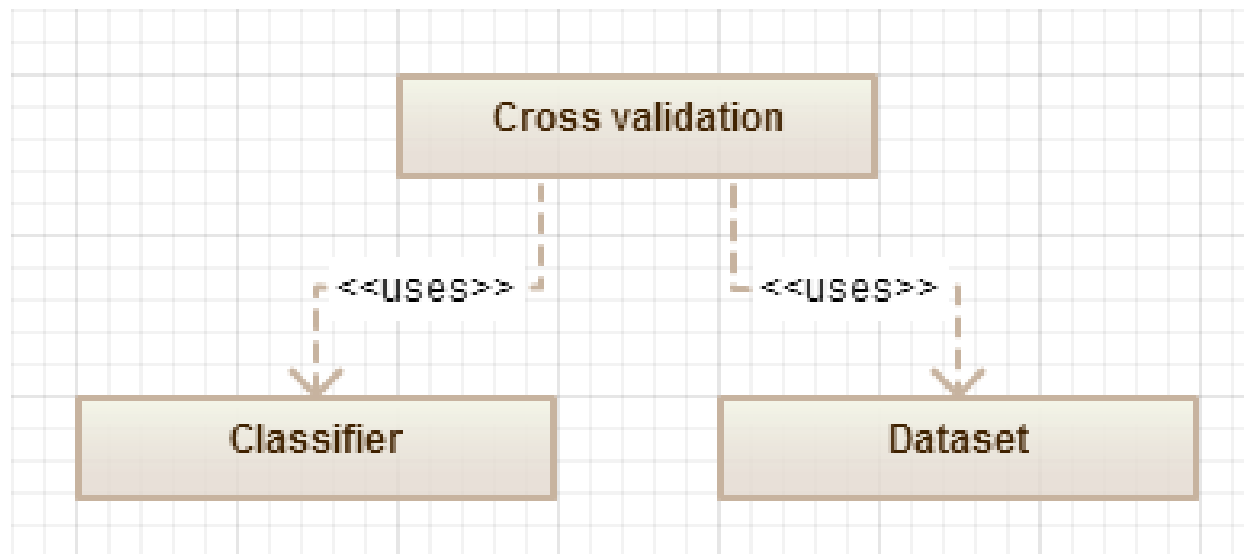 Cross validation
<<uses>>
<<uses>>
Classifier
Dataset